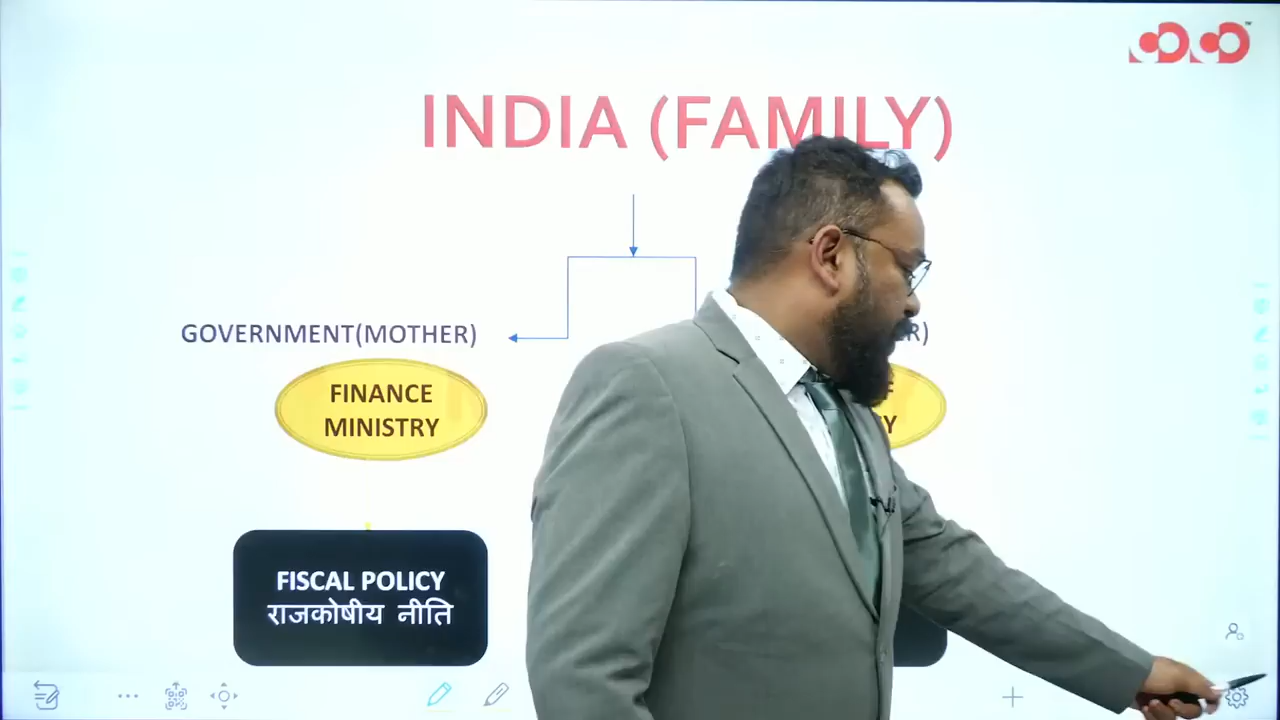 INDIA (FAMILY)
GOVERNMENT(MOTHER)
FINANCE
MINISTRY
FISCAL POLICY
राजकोषीय नीति